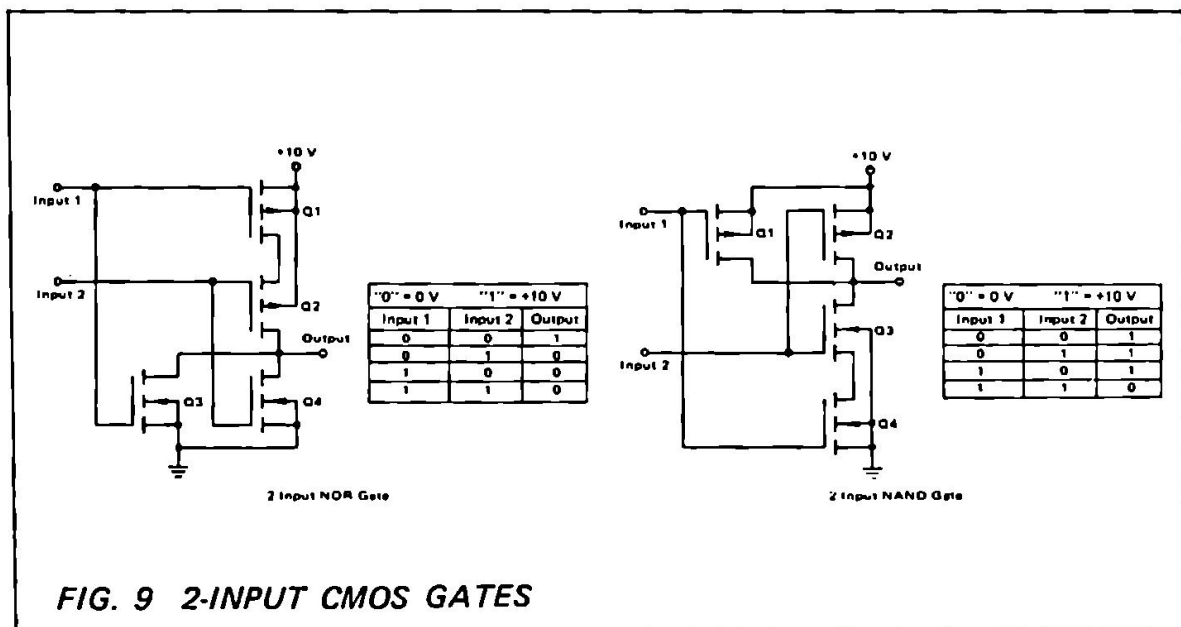 +10 V
Input 1
Q1
Input 2
Q2
Output
Q3
Q4
2 Input NOR Gate
"0" = 0 V "1" = +10 V
Input 1 Input 2 Output
0 0 1
0 1 0
1 0 0
1 1 0
+10 V
Input 1
Q1
Q2
Output
Q3
Input 2
Q4
2 Input NAND Gate
"0" = 0 V "1" = +10 V
Input 1 Input 2 Output
0 0 1
0 1 1
1 0 1
1 1 0
FIG. 9 2-INPUT CMOS GATES